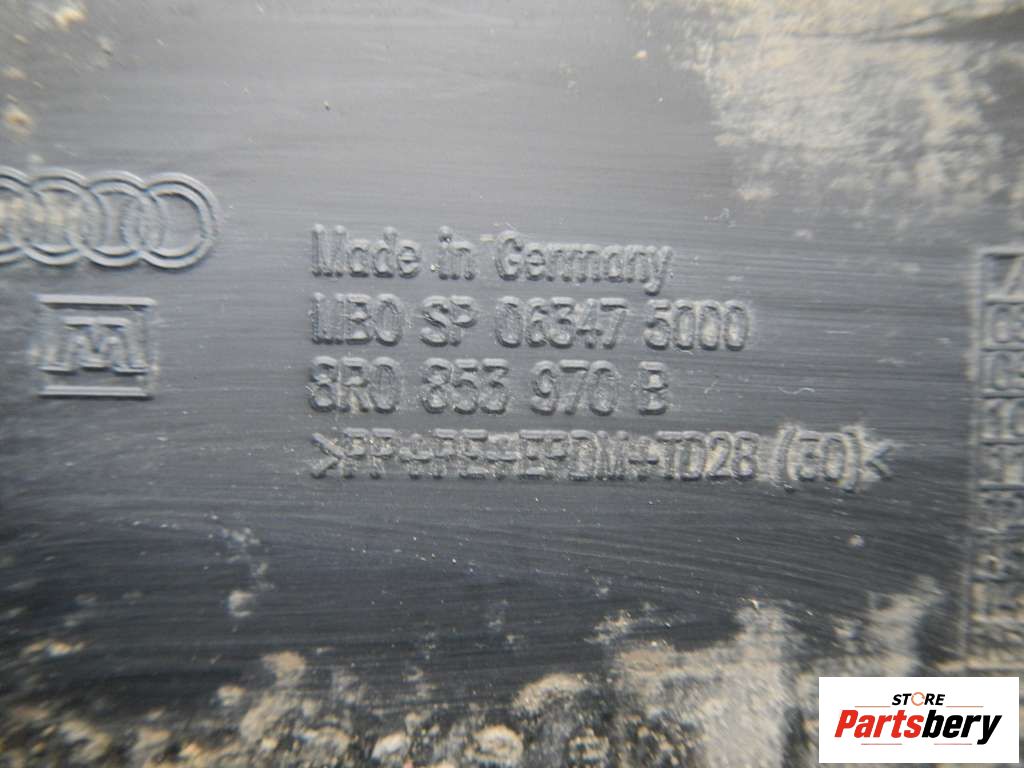 Made in Germany
MBO SP 06347 5000
8R0 853 970 B
>PP+PE+EPDM+TD28 (30)<
STORE
Partsbery